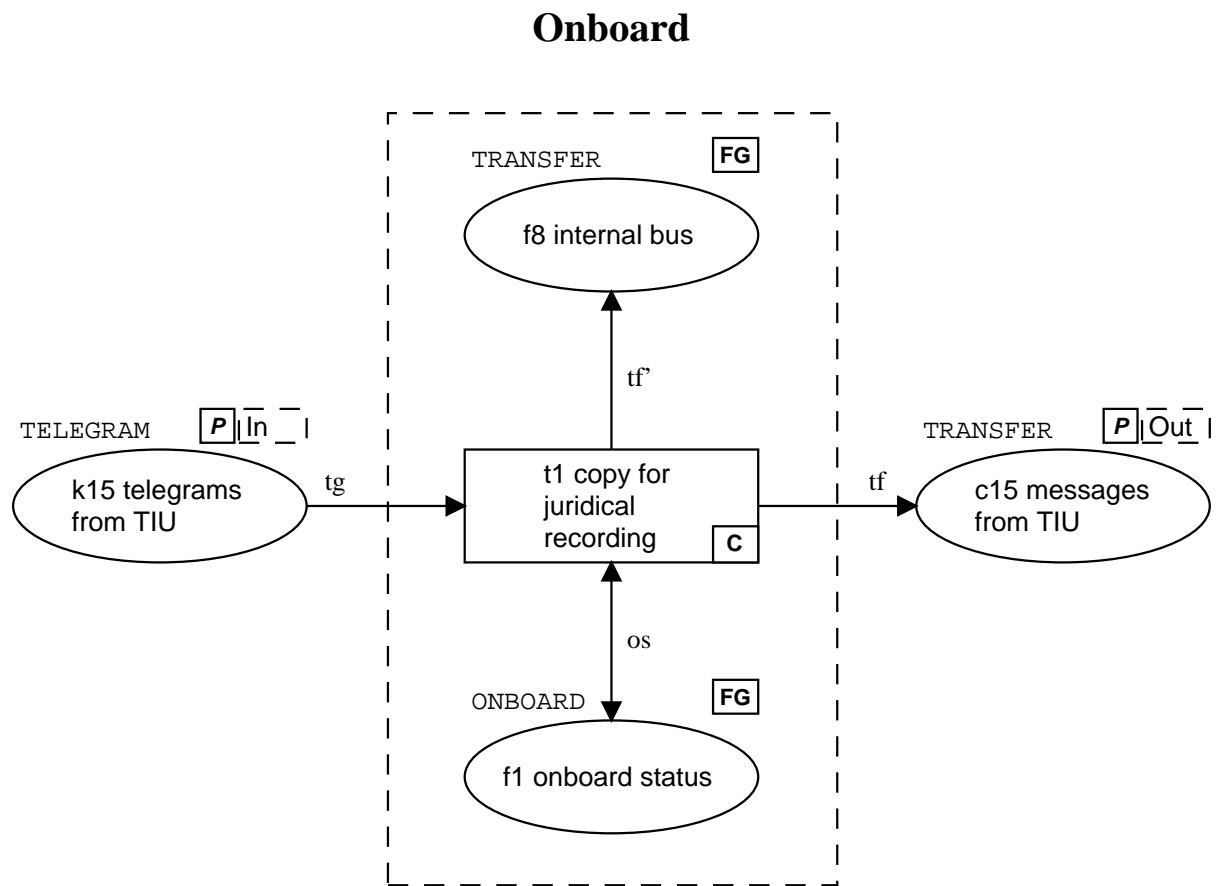 Onboard
TRANSFER
FG
f8 internal bus
tf’
TELEGRAM
P
In
k15 telegrams
from TIU
tg
t1 copy for
juridical
recording
C
tf
TRANSFER
P
Out
c15 messages
from TIU
os
ONBOARD
FG
f1 onboard status